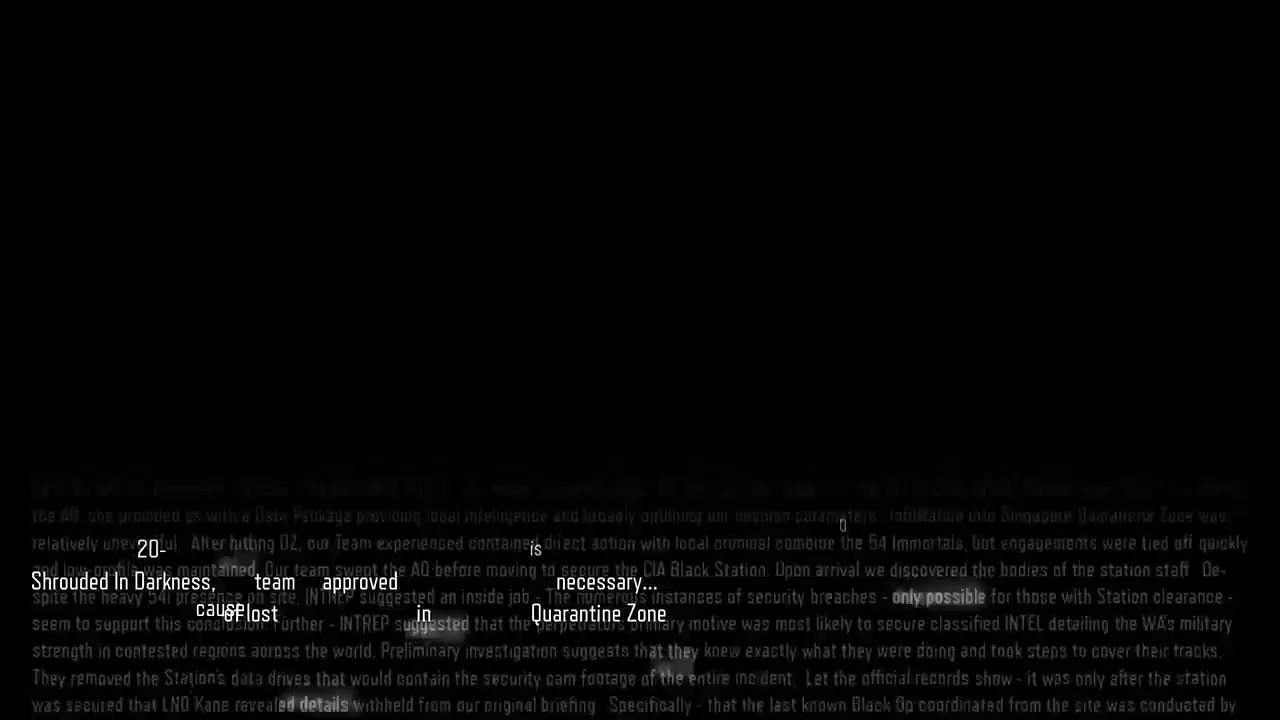 the AO, she provided us with a Data Package providing local intelligence and broadly outlining our mission parameters. Infiltration into Singapore Quarantine Zone was
relatively After hitting DZ, our Team experienced contained direct action with local criminal combine the 54 Immortals, but engagements were tied off quickly
20-
is
0
and low profile was maintained. Our team swept the AO before moving to secure the CIA Black Station. Upon arrival we discovered the bodies of the station staff. De-
Shrouded In Darkness, team approved necessary...
spite the heavy 54I presence on site, INTREP suggested an inside job - The numerous instances of security breaches - only possible for those with Station clearance -
cause of lost in Quarantine Zone
seem to support this conclusion. Further - INTREP suggested that the perpetrators primary motive was most likely to secure classified INTEL detailing the WA's military
strength in contested regions across the world. Preliminary investigation suggests that they knew exactly what they were doing and took steps to cover their tracks.
They removed the Station's data drives that would contain the security cam footage of the entire incident. Let the official records show - it was only after the station
was secured that LNO Kane revealed details withheld from our original briefing. Specifically - that the last known Black Op coordinated from the site was conducted by